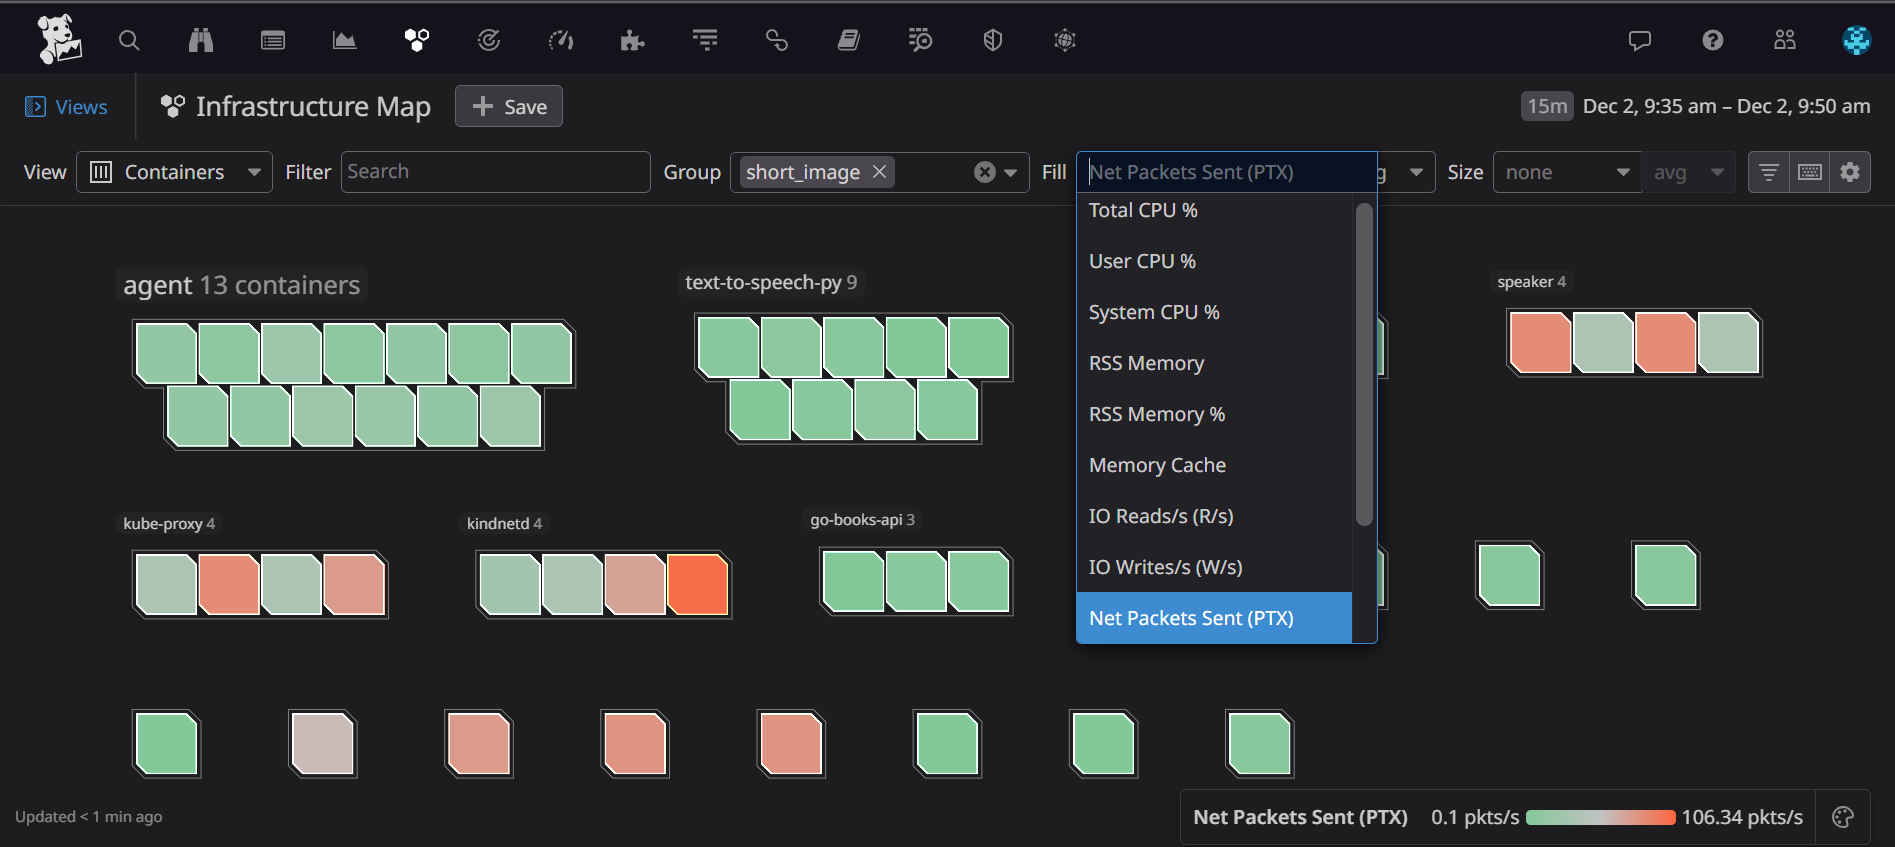 Views
Infrastructure Map
+ Save
15m Dec 2, 9:35 am – Dec 2, 9:50 am
View Containers Filter Search Group short_image × Fill Net Packets Sent (PTX) g Size none avg
Total CPU %
User CPU %
System CPU %
RSS Memory
RSS Memory %
Memory Cache
IO Reads/s (R/s)
IO Writes/s (W/s)
Net Packets Sent (PTX)
agent 13 containers
text-to-speech-py 9
speaker 4
kube-proxy 4
kindnetd 4
go-books-api 3
Updated < 1 min ago
Net Packets Sent (PTX) 0.1 pkts/s 106.34 pkts/s